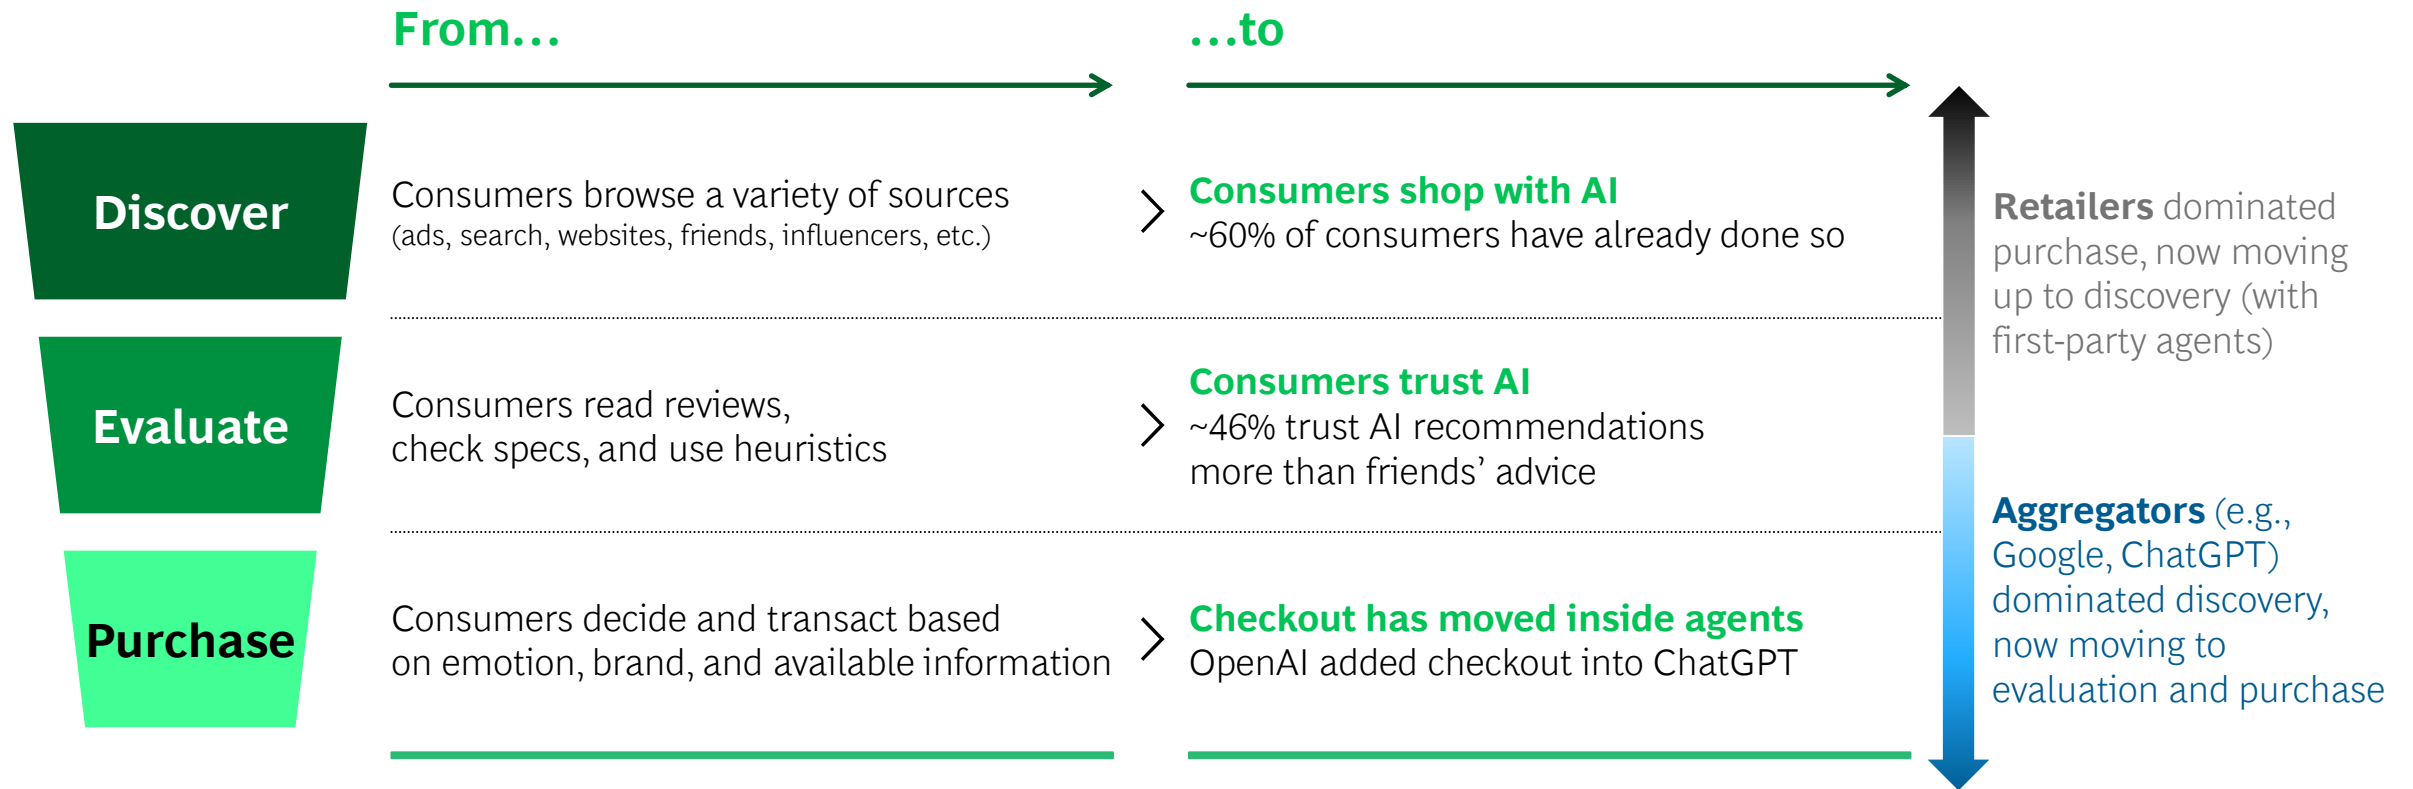 From…
…to
Discover
Consumers browse a variety of sources
(ads, search, websites, friends, influencers, etc.)
>
Consumers shop with AI
~60% of consumers have already done so
Evaluate
Consumers read reviews,
check specs, and use heuristics
>
Consumers trust AI
~46% trust AI recommendations
more than friends’ advice
Purchase
Consumers decide and transact based
on emotion, brand, and available information
>
Checkout has moved inside agents
OpenAI added checkout into ChatGPT
Retailers dominated
purchase, now moving
up to discovery (with
first-party agents)
Aggregators (e.g.,
Google, ChatGPT)
dominated discovery,
now moving to
evaluation and purchase